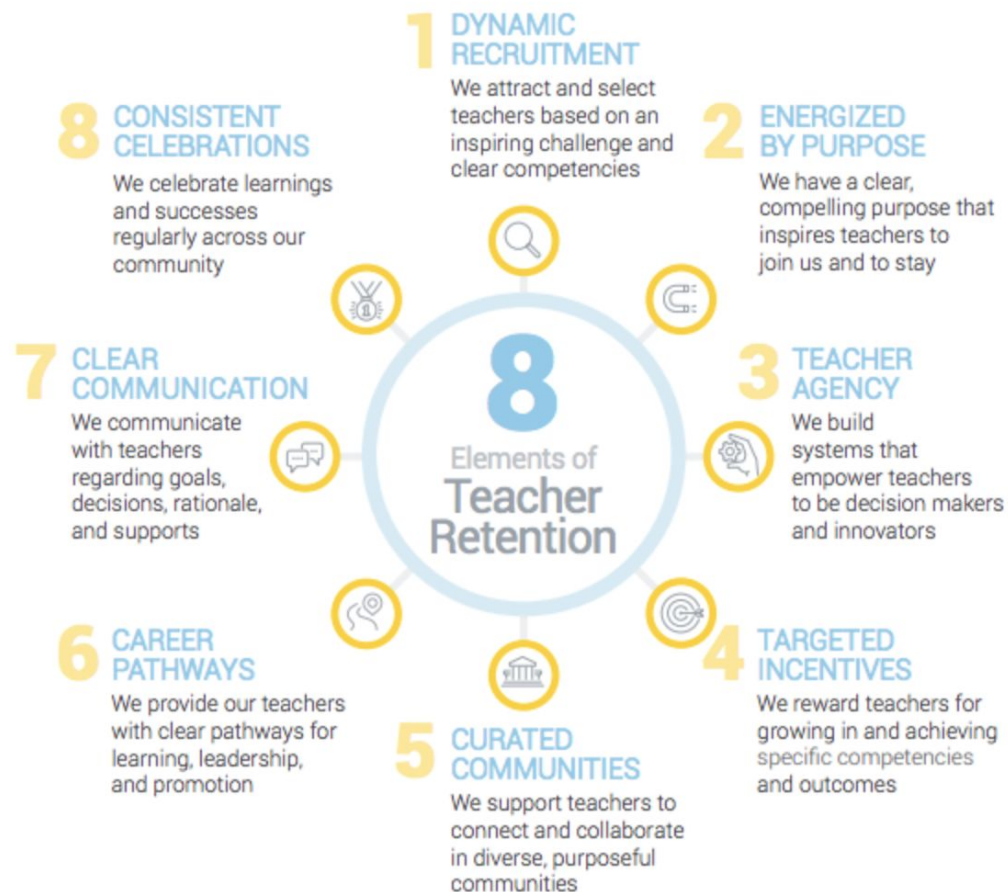 8
Elements of
Teacher
Retention
1
DYNAMIC
RECRUITMENT
We attract and select
teachers based on an
inspiring challenge and
clear competencies
2
ENERGIZED
BY PURPOSE
We have a clear,
compelling purpose that
inspires teachers to
join us and to stay
3
TEACHER
AGENCY
We build
systems that
empower teachers
to be decision makers
and innovators
4
TARGETED
INCENTIVES
We reward teachers for
growing in and achieving
specific competencies
and outcomes
5
CURATED
COMMUNITIES
We support teachers to
connect and collaborate
in diverse, purposeful
communities
6
CAREER
PATHWAYS
We provide our teachers
with clear pathways for
learning, leadership,
and promotion
7
CLEAR
COMMUNICATION
We communicate
with teachers
regarding goals,
decisions, rationale,
and supports
8
CONSISTENT
CELEBRATIONS
We celebrate learnings
and successes
regularly across our
community
1